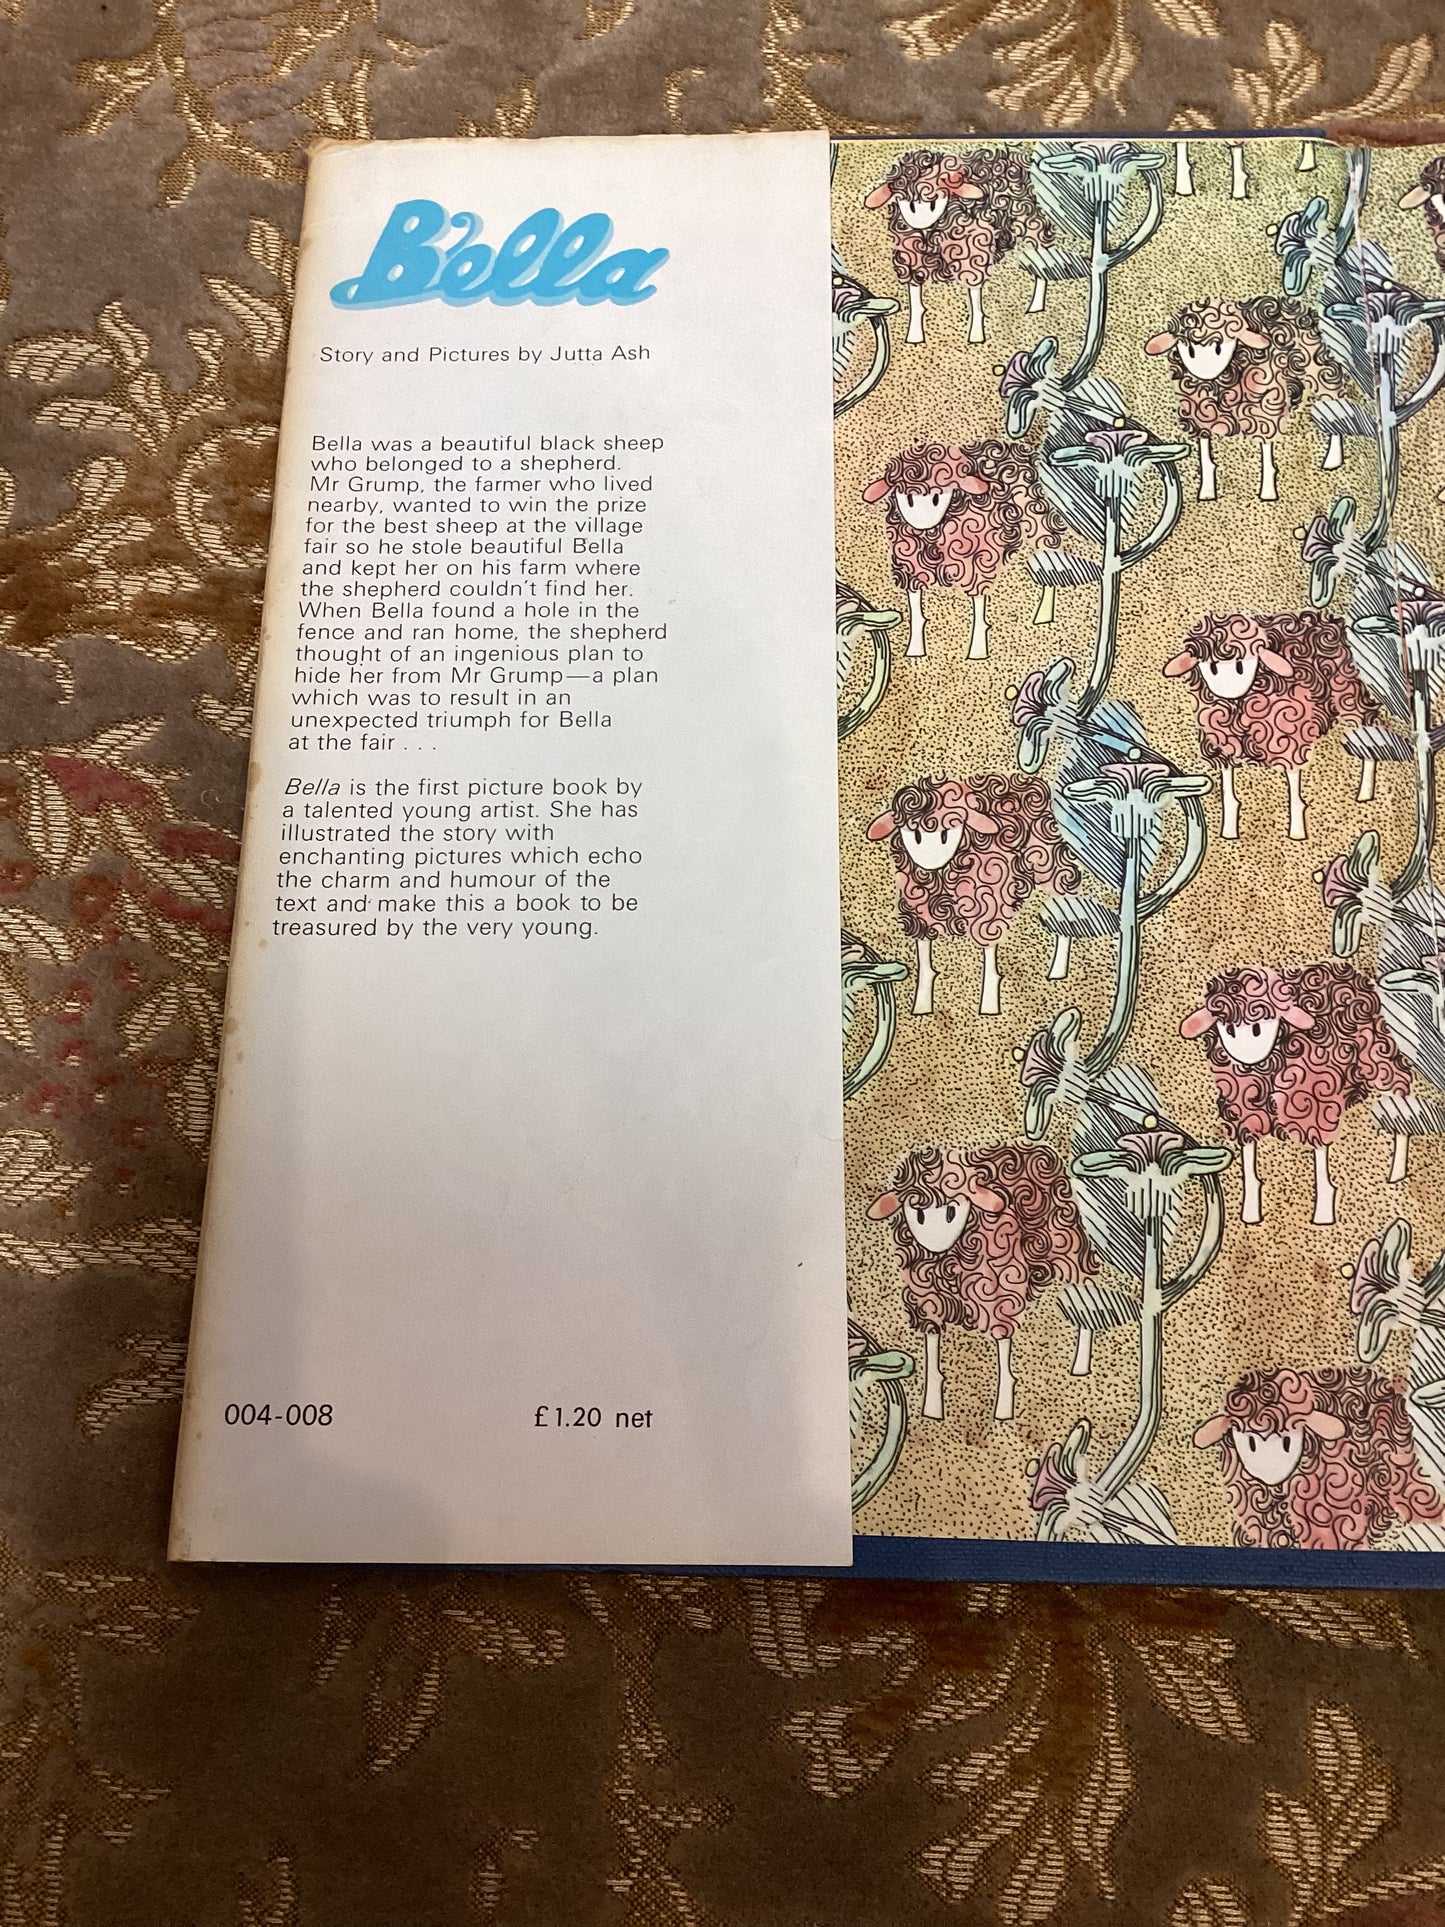 Bella
Story and Pictures by Jutta Ash
Bella was a beautiful black sheep
who belonged to a shepherd.
Mr Grump, the farmer who lived
nearby, wanted to win the prize
for the best sheep at the village
fair so he stole beautiful Bella
and kept her on his farm where
the shepherd couldn't find her.
When Bella found a hole in the
fence and ran home, the shepherd
thought of an ingenious plan to
hide her from Mr Grump—a plan
which was to result in an
unexpected triumph for Bella
at the fair . . .
Bella is the first picture book by
a talented young artist. She has
illustrated the story with
enchanting pictures which echo
the charm and humour of the
text and make this a book to be
treasured by the very young.
004-008 £1.20 net